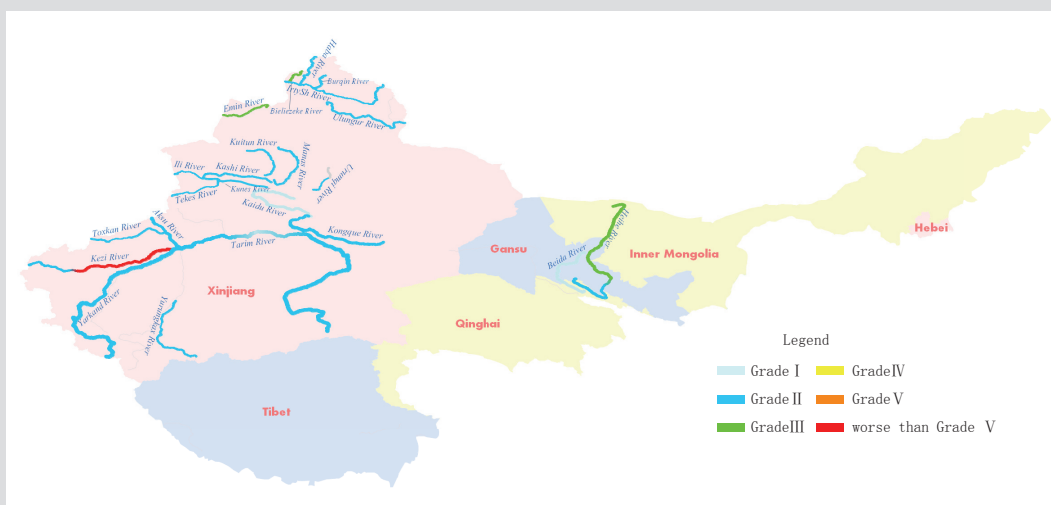 Habo River
Burqin River
IrtySh River
Bieliezeke River
Ulungur River
Emin River
Kuitun River
Manas River
Urumqi River
Ili River
Kashi River
Kunes River
Tekes River
Kaidu River
Aksu River
Toxkan River
Kezi River
Tarim River
Kongque River
Yarkand River
Yurungkax River
Xinjiang
Tibet
Qinghai
Gansu
Beida River
Heihe River
Inner Mongolia
Hebei
Legend
Grade I
GradeIV
Grade II
Grade V
GradeIII
worse than Grade V